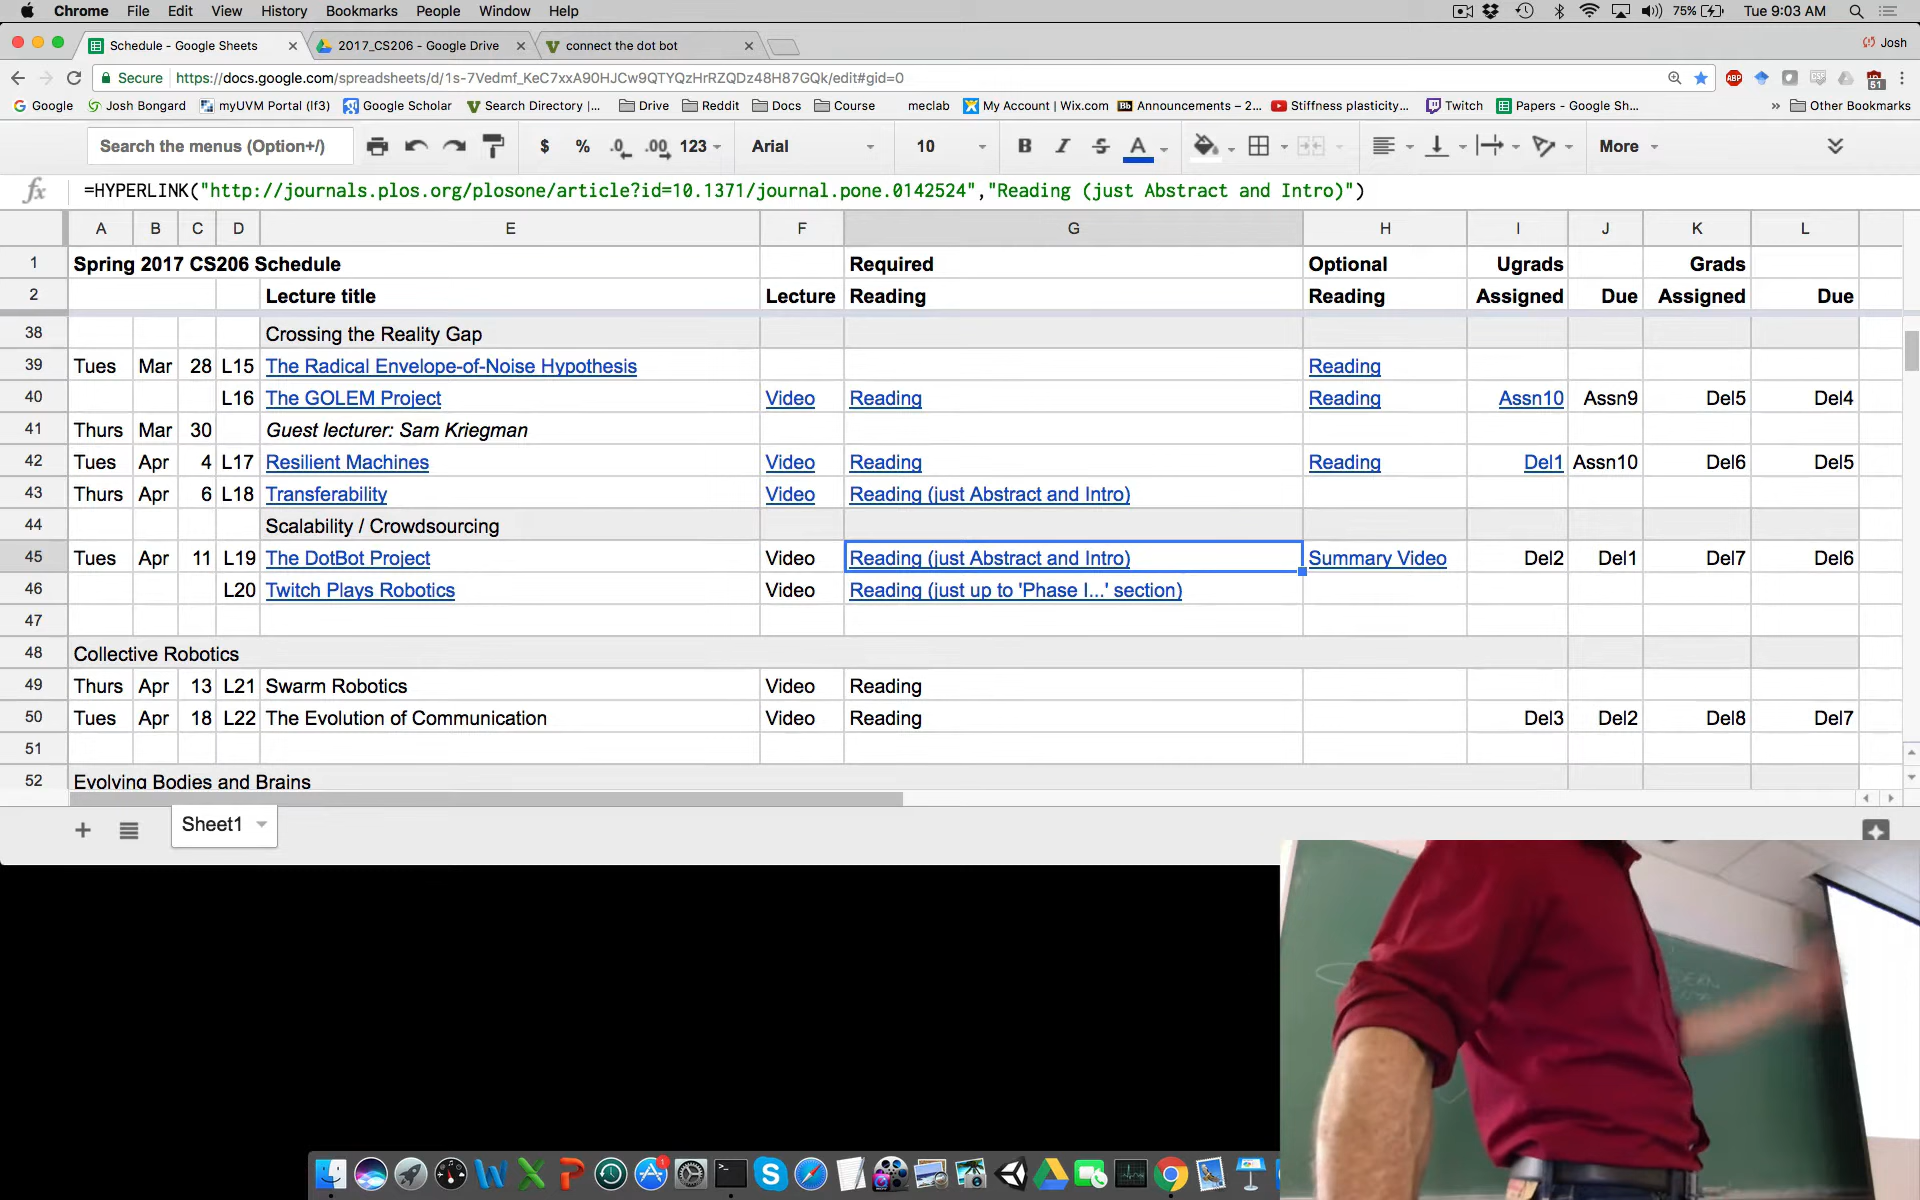 Chrome File Edit View History Bookmarks People Window Help 75% Tue 9:03 AM
Schedule - Google Sheets × 2017_CS206 - Google Drive × connect the dot bot × Josh
Secure https://docs.google.com/spreadsheets/d/1s-7Vedmf_KeC7xxA90HJCw9QTYQzHrRZQDz48H87GQk/edit#gid=0 ABP 51
Google Josh Bongard myUVM Portal (lf3) Google Scholar Search Directory |... Drive Reddit Docs Course meclab My Account | Wix.com Bb Announcements – 2... Stiffness plasticity... Twitch Papers - Google Sh... » Other Bookmarks
Search the menus (Option+/) $ % .0 .00 123 Arial 10 B I S A More
fx =HYPERLINK("http://journals.plos.org/plosone/article?id=10.1371/journal.pone.0142524","Reading (just Abstract and Intro)")
A B C D E F G H I J K L
1 Spring 2017 CS206 Schedule Required Optional Ugrads Grads
2 Lecture title Lecture Reading Reading Assigned Due Assigned Due
38 Crossing the Reality Gap
39 Tues Mar 28 L15 The Radical Envelope-of-Noise Hypothesis Reading
40 L16 The GOLEM Project Video Reading Reading Assn10 Assn9 Del5 Del4
41 Thurs Mar 30 Guest lecturer: Sam Kriegman
42 Tues Apr 4 L17 Resilient Machines Video Reading Reading Del1 Assn10 Del6 Del5
43 Thurs Apr 6 L18 Transferability Video Reading (just Abstract and Intro)
44 Scalability / Crowdsourcing
45 Tues Apr 11 L19 The DotBot Project Video Reading (just Abstract and Intro) Summary Video Del2 Del1 Del7 Del6
46 L20 Twitch Plays Robotics Video Reading (just up to 'Phase I...' section)
47
48 Collective Robotics
49 Thurs Apr 13 L21 Swarm Robotics Video Reading
50 Tues Apr 18 L22 The Evolution of Communication Video Reading Del3 Del2 Del8 Del7
51
52 Evolving Bodies and Brains
+ Sheet1